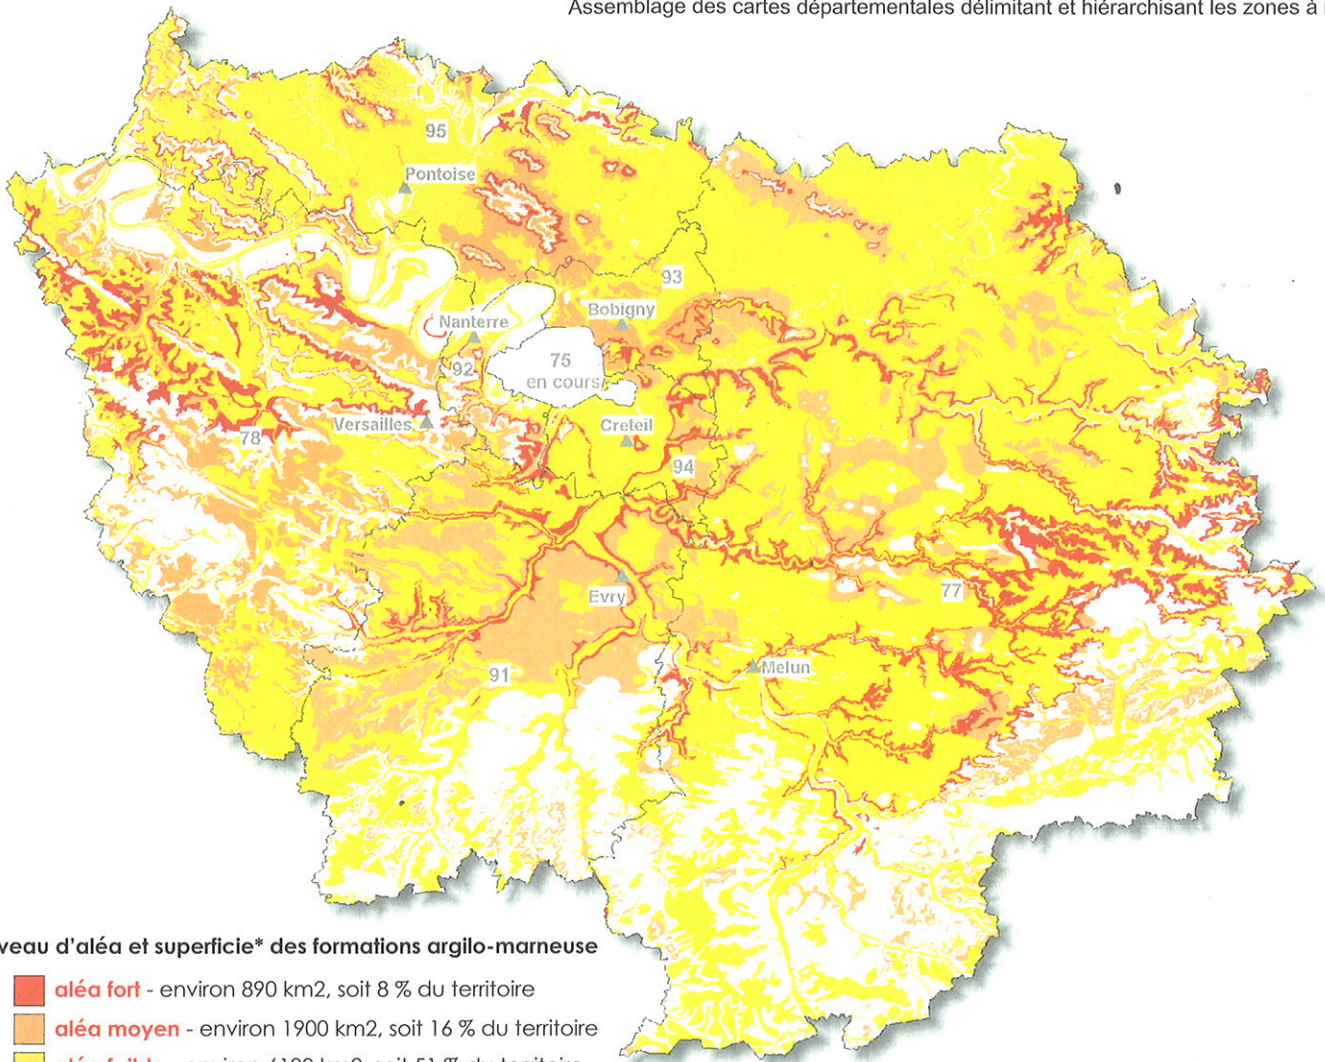 Assemblage des cartes départementales délimitant et hiérarchisant les zones à
95
Pontoise
93
Bobigny
Nanterre
92
75
en cours
Versailles
Creteil
78
94
77
Evry
Melun
91
veau d'aléa et superficie* des formations argilo-marneuse
aléa fort - environ 890 km2, soit 8 % du territoire
aléa moyen - environ 1900 km2, soit 16 % du territoire